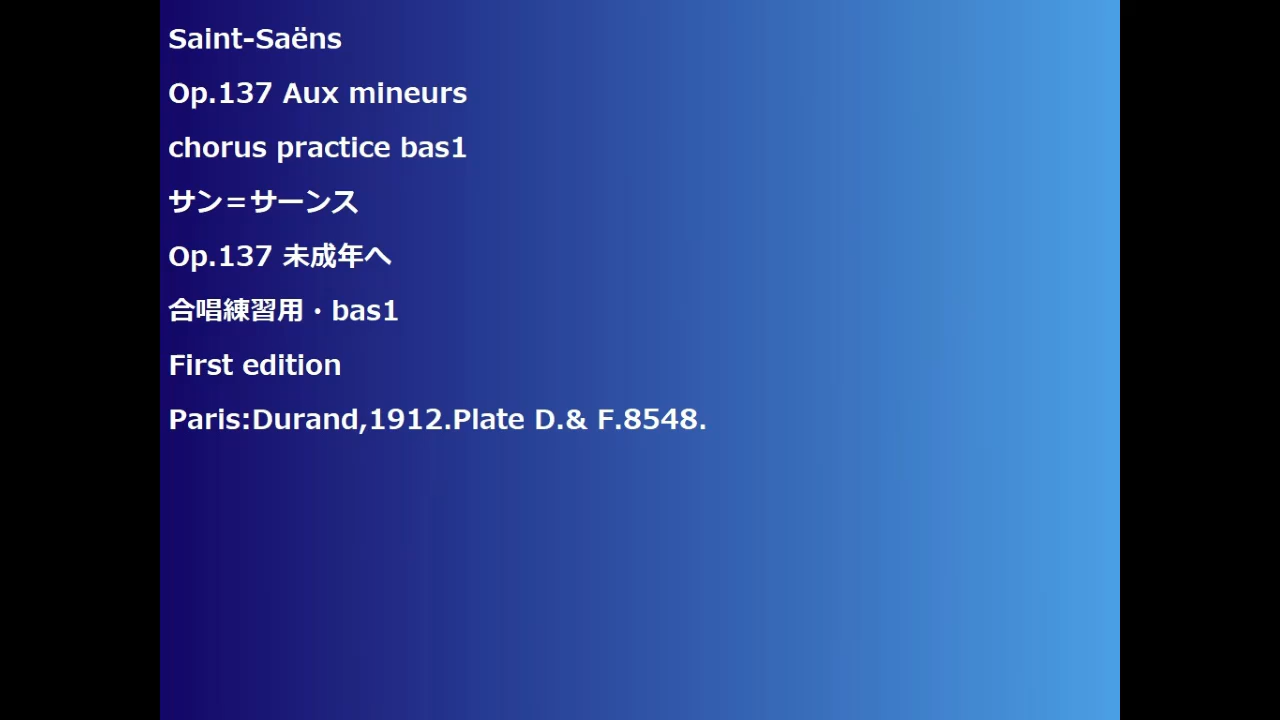 Saint-Saëns
Op.137 Aux mineurs
chorus practice bas1
サン＝サーンス
Op.137 未成年へ
合唱練習用・bas1
First edition
Paris:Durand,1912.Plate D.& F.8548.